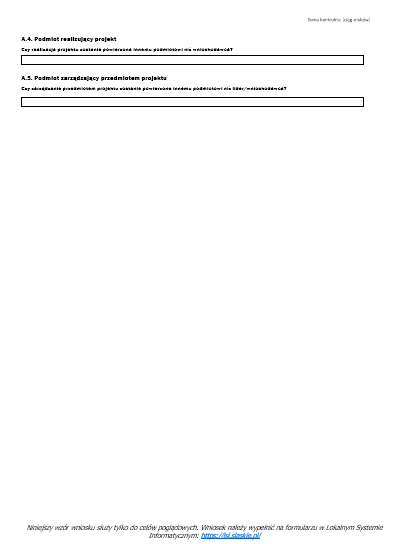 Suma kontrolna: (ciąg znaków)
A.4. Podmiot realizujący projekt
Czy realizacja projektu zostanie powierzona innemu podmiotowi niż wnioskodawca?
A.5. Podmiot zarządzający przedmiotem projektu
Czy zarządzanie przedmiotem projektu zostanie powierzone innemu podmiotowi niż lider/wnioskodawca?
Niniejszy wzór wniosku służy tylko do celów poglądowych. Wniosek należy wypełnić na formularzu w Lokalnym Systemie
Informatycznym: https://lsi.slaskie.pl/